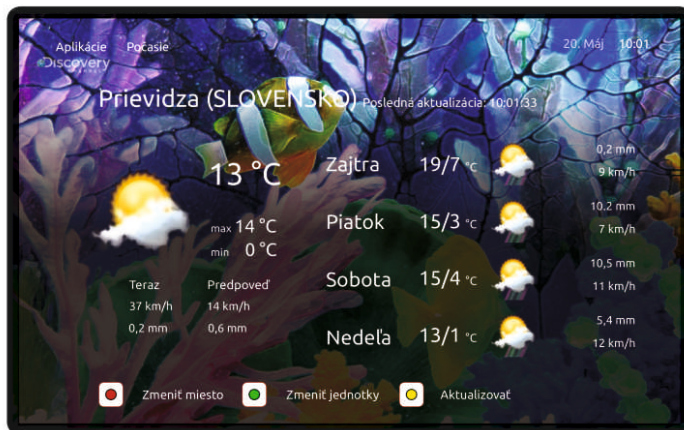 Aplikácie Počasie 20. Máj 10:01
Discovery
Prievidza (SLOVENSKO) Posledná aktualizácia: 10:01:33
13 °C
max 14 °C
min 0 °C
Teraz Predpoveď
37 km/h 14 km/h
0,2 mm 0,6 mm
Zajtra 19/7 °C 0,2 mm 9 km/h
Piatok 15/3 °C 10,2 mm 7 km/h
Sobota 15/4 °C 10,5 mm 11 km/h
Nedeľa 13/1 °C 5,4 mm 12 km/h
Zmeniť miesto Zmeniť jednotky Aktualizovať